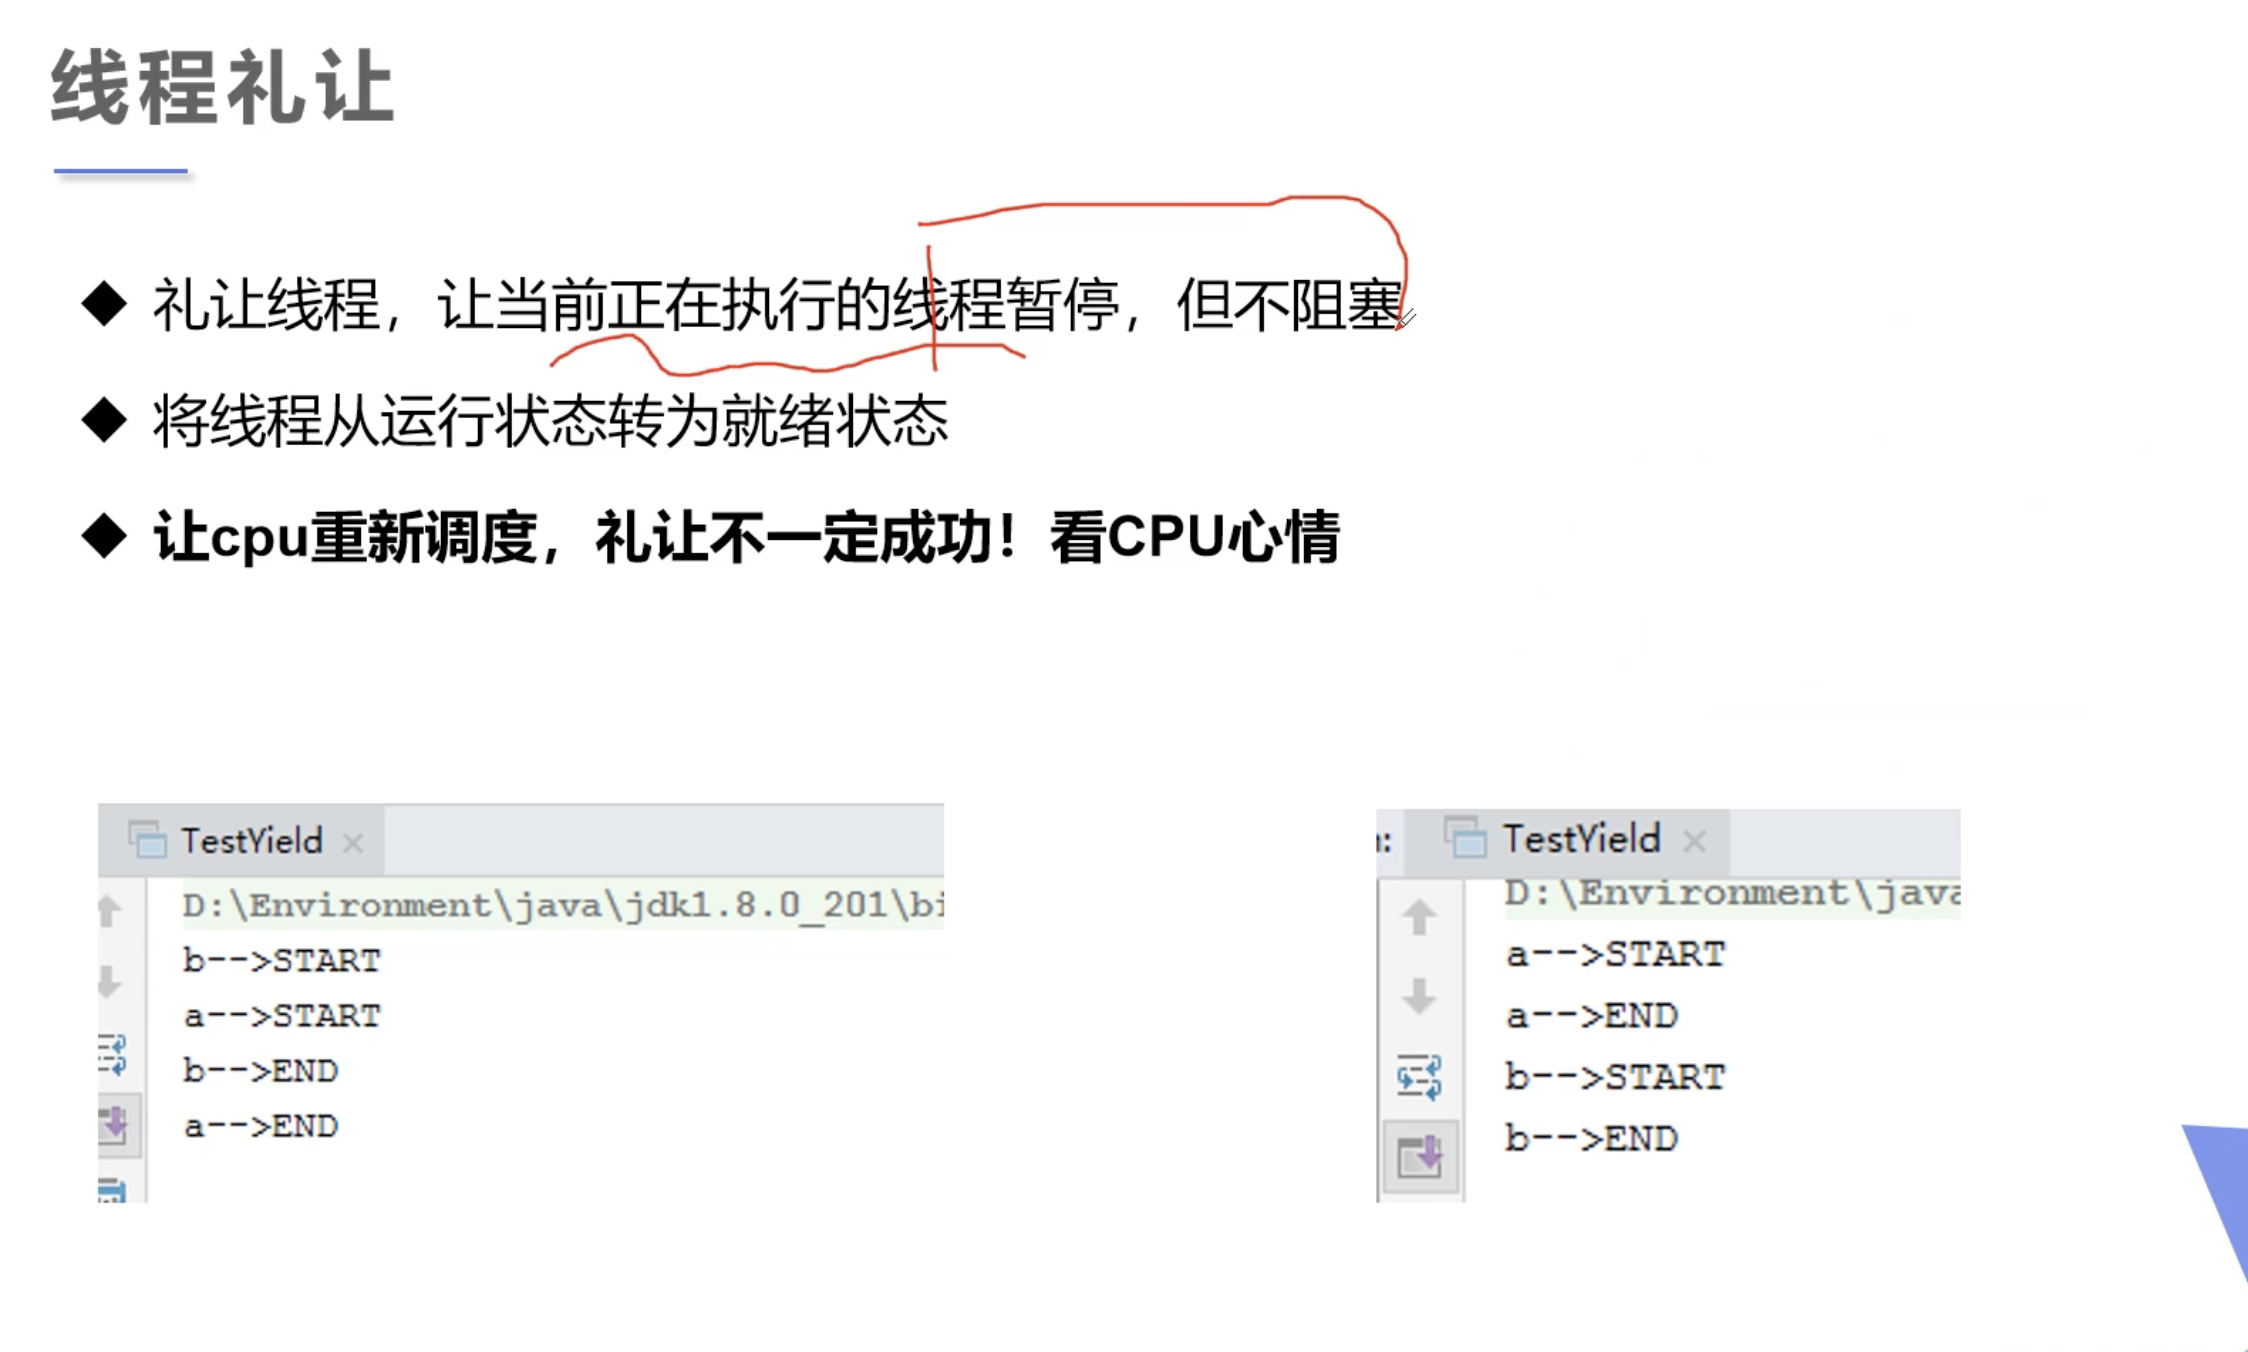 线程礼让
◆ 礼让线程，让当前正在执行的线程暂停，但不阻塞
◆ 将线程从运行状态转为就绪状态
◆ 让cpu重新调度，礼让不一定成功！看CPU心情
TestYield
D:\Environment\java\jdk1.8.0_201\bi
b-->START
a-->START
b-->END
a-->END
TestYield
D:\Environment\java
a-->START
a-->END
b-->START
b-->END